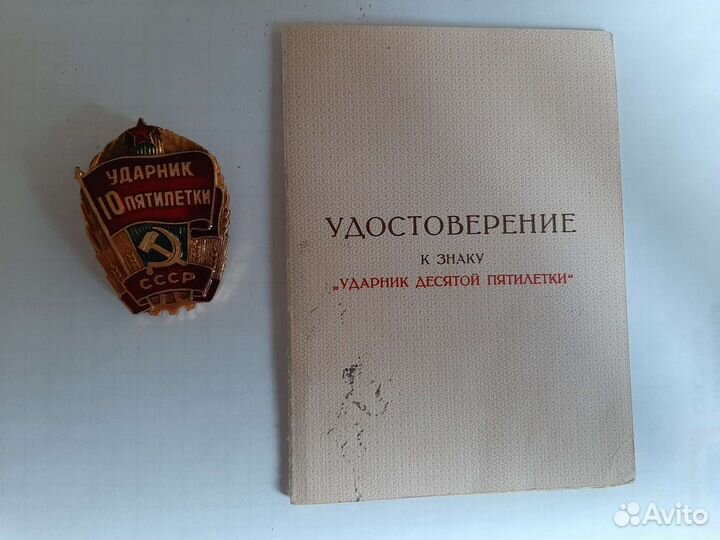 УДАРНИК
10 ПЯТИЛЕТКИ
СССР
УДОСТОВЕРЕНИЕ
К ЗНАКУ
„УДАРНИК ДЕСЯТОЙ ПЯТИЛЕТКИ“
Avito